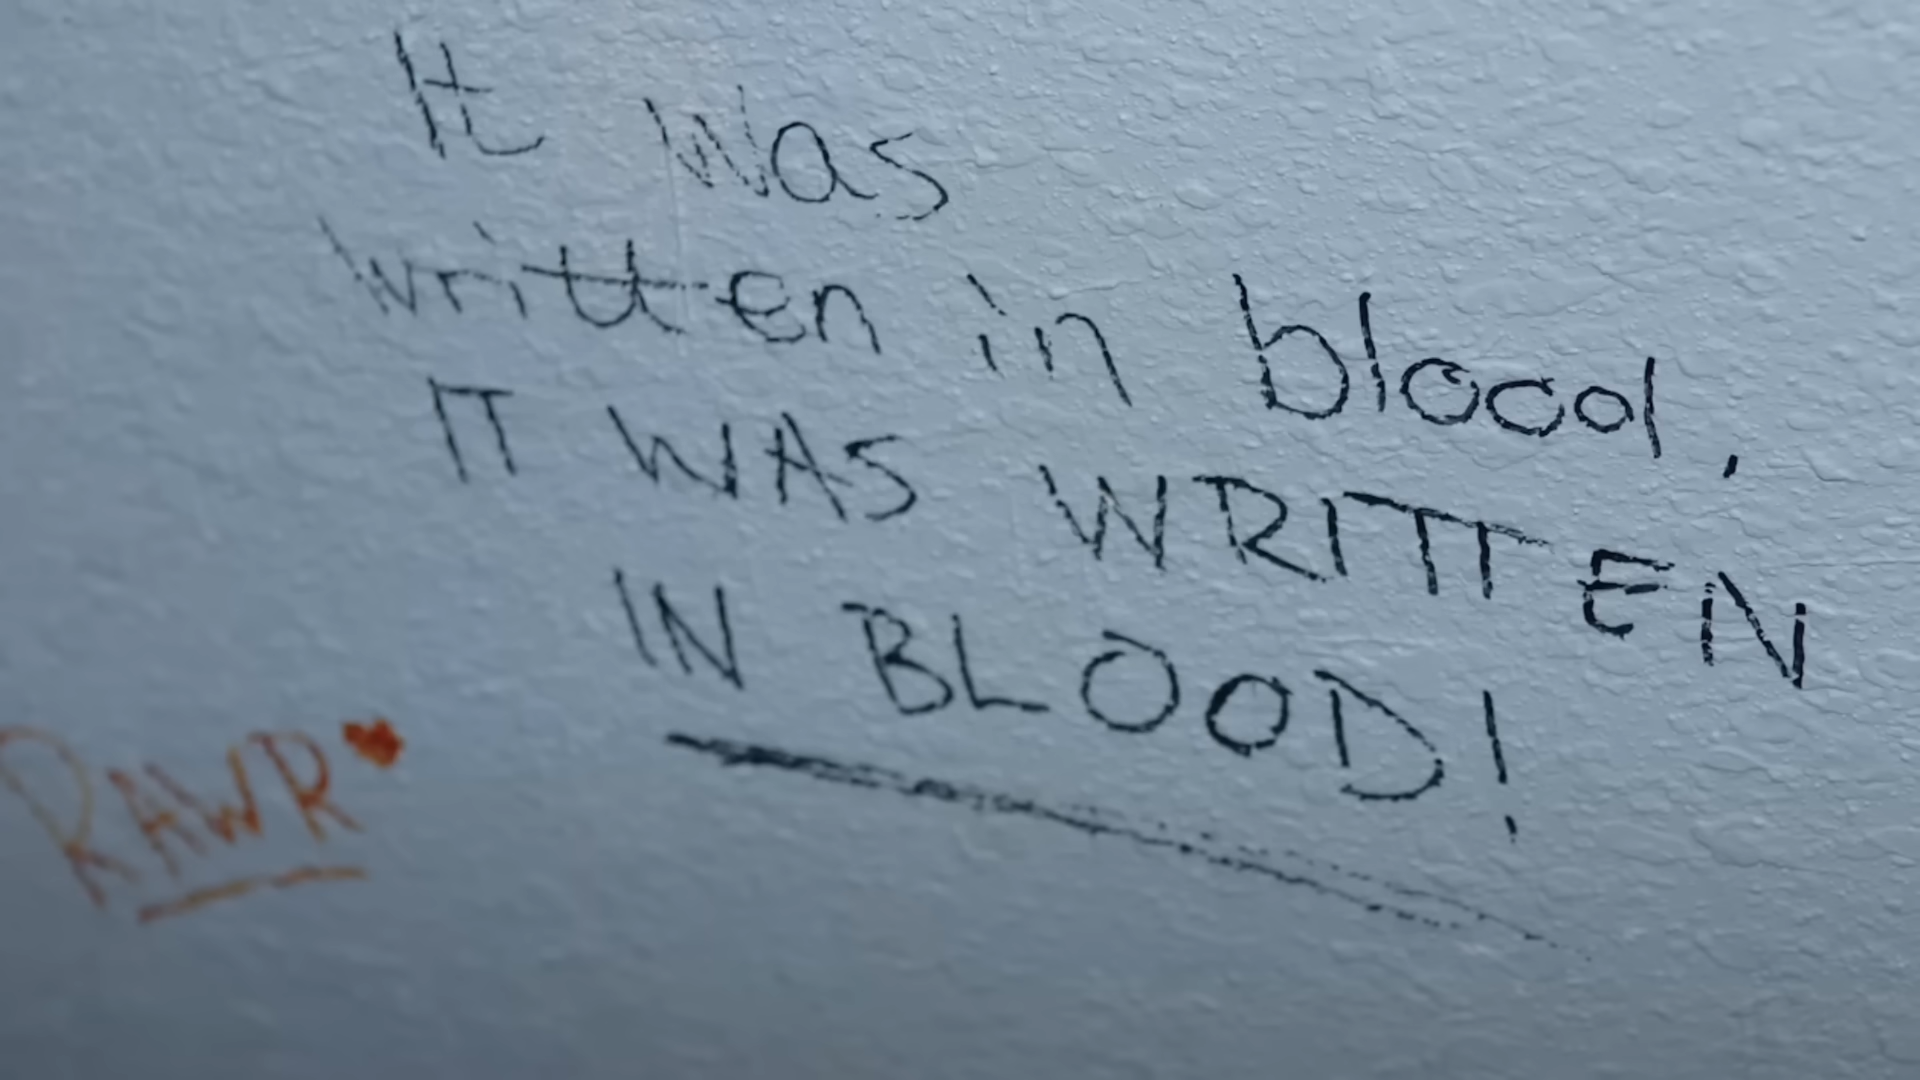 It was
written in blood,
IT WAS WRITTEN
IN BLOOD!
RAWR